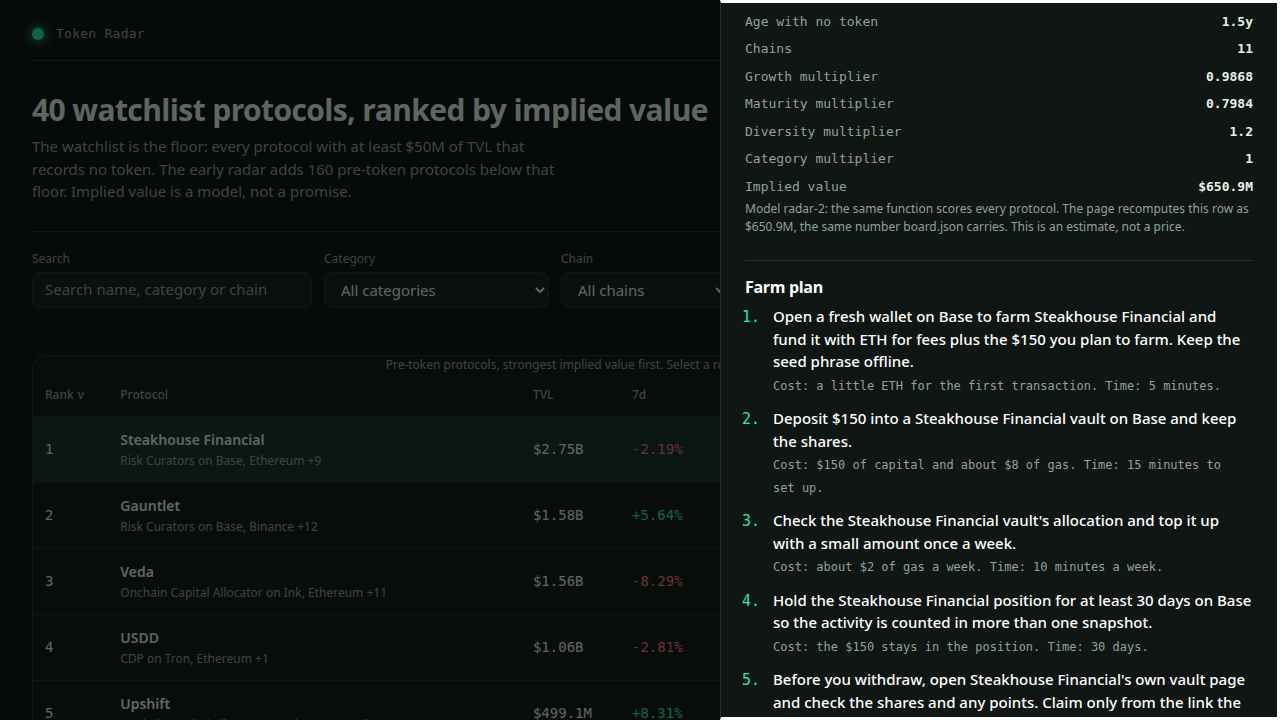 Token Radar
40 watchlist protocols, ranked by implied value
The watchlist is the floor: every protocol with at least $50M of TVL that
records no token. The early radar adds 160 pre-token protocols below that
floor. Implied value is a model, not a promise.
Search
Category
Chain
Search name, category or chain
All categories
All chains
Pre-token protocols, strongest implied value first. Select a
Rank v
Protocol
TVL
7d
1
Steakhouse Financial
Risk Curators on Base, Ethereum +9
$2.75B
-2.19%
2
Gauntlet
Risk Curators on Base, Binance +12
$1.58B
+5.64%
3
Veda
Onchain Capital Allocator on Ink, Ethereum +11
$1.56B
-8.29%
4
USDD
CDP on Tron, Ethereum +1
$1.06B
-2.81%
5
Upshift
$499.1M
+8.31%
Age with no token 1.5y
Chains 11
Growth multiplier 0.9868
Maturity multiplier 0.7984
Diversity multiplier 1.2
Category multiplier 1
Implied value $650.9M
Model radar-2: the same function scores every protocol. The page recomputes this row as
$650.9M, the same number board.json carries. This is an estimate, not a price.
Farm plan
1. Open a fresh wallet on Base to farm Steakhouse Financial and
fund it with ETH for fees plus the $150 you plan to farm. Keep the
seed phrase offline.
Cost: a little ETH for the first transaction. Time: 5 minutes.
2. Deposit $150 into a Steakhouse Financial vault on Base and keep
the shares.
Cost: $150 of capital and about $8 of gas. Time: 15 minutes to
set up.
3. Check the Steakhouse Financial vault's allocation and top it up
with a small amount once a week.
Cost: about $2 of gas a week. Time: 10 minutes a week.
4. Hold the Steakhouse Financial position for at least 30 days on Base
so the activity is counted in more than one snapshot.
Cost: the $150 stays in the position. Time: 30 days.
5. Before you withdraw, open Steakhouse Financial's own vault page
and check the shares and any points. Claim only from the link the